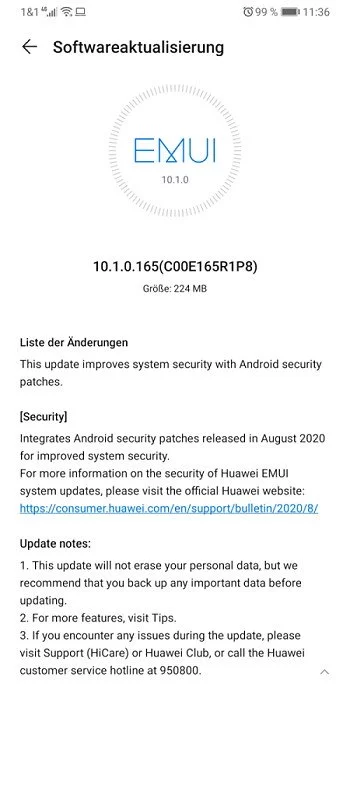 1&1 4G 99 % 11:36
Softwareaktualisierung
EMUI
10.1.0
10.1.0.165(C00E165R1P8)
Größe: 224 MB
Liste der Änderungen
This update improves system security with Android security
patches.
[Security]
Integrates Android security patches released in August 2020
for improved system security.
For more information on the security of Huawei EMUI
system updates, please visit the official Huawei website:
https://consumer.huawei.com/en/support/bulletin/2020/8/
Update notes:
1. This update will not erase your personal data, but we
recommend that you back up any important data before
updating.
2. For more features, visit Tips.
3. If you encounter any issues during the update, please
visit Support (HiCare) or Huawei Club, or call the Huawei
customer service hotline at 950800.